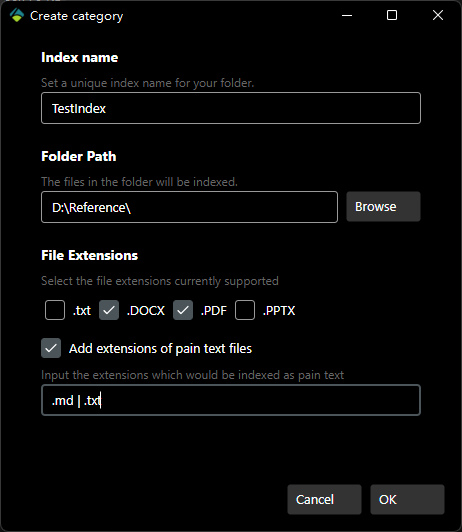 Create category
Index name
Set a unique index name for your folder.
TestIndex
Folder Path
The files in the folder will be indexed.
D:\Reference\
Browse
File Extensions
Select the file extensions currently supported
.txt .DOCX .PDF .PPTX
Add extensions of pain text files
Input the extensions which would be indexed as pain text
.md | .txt
Cancel OK